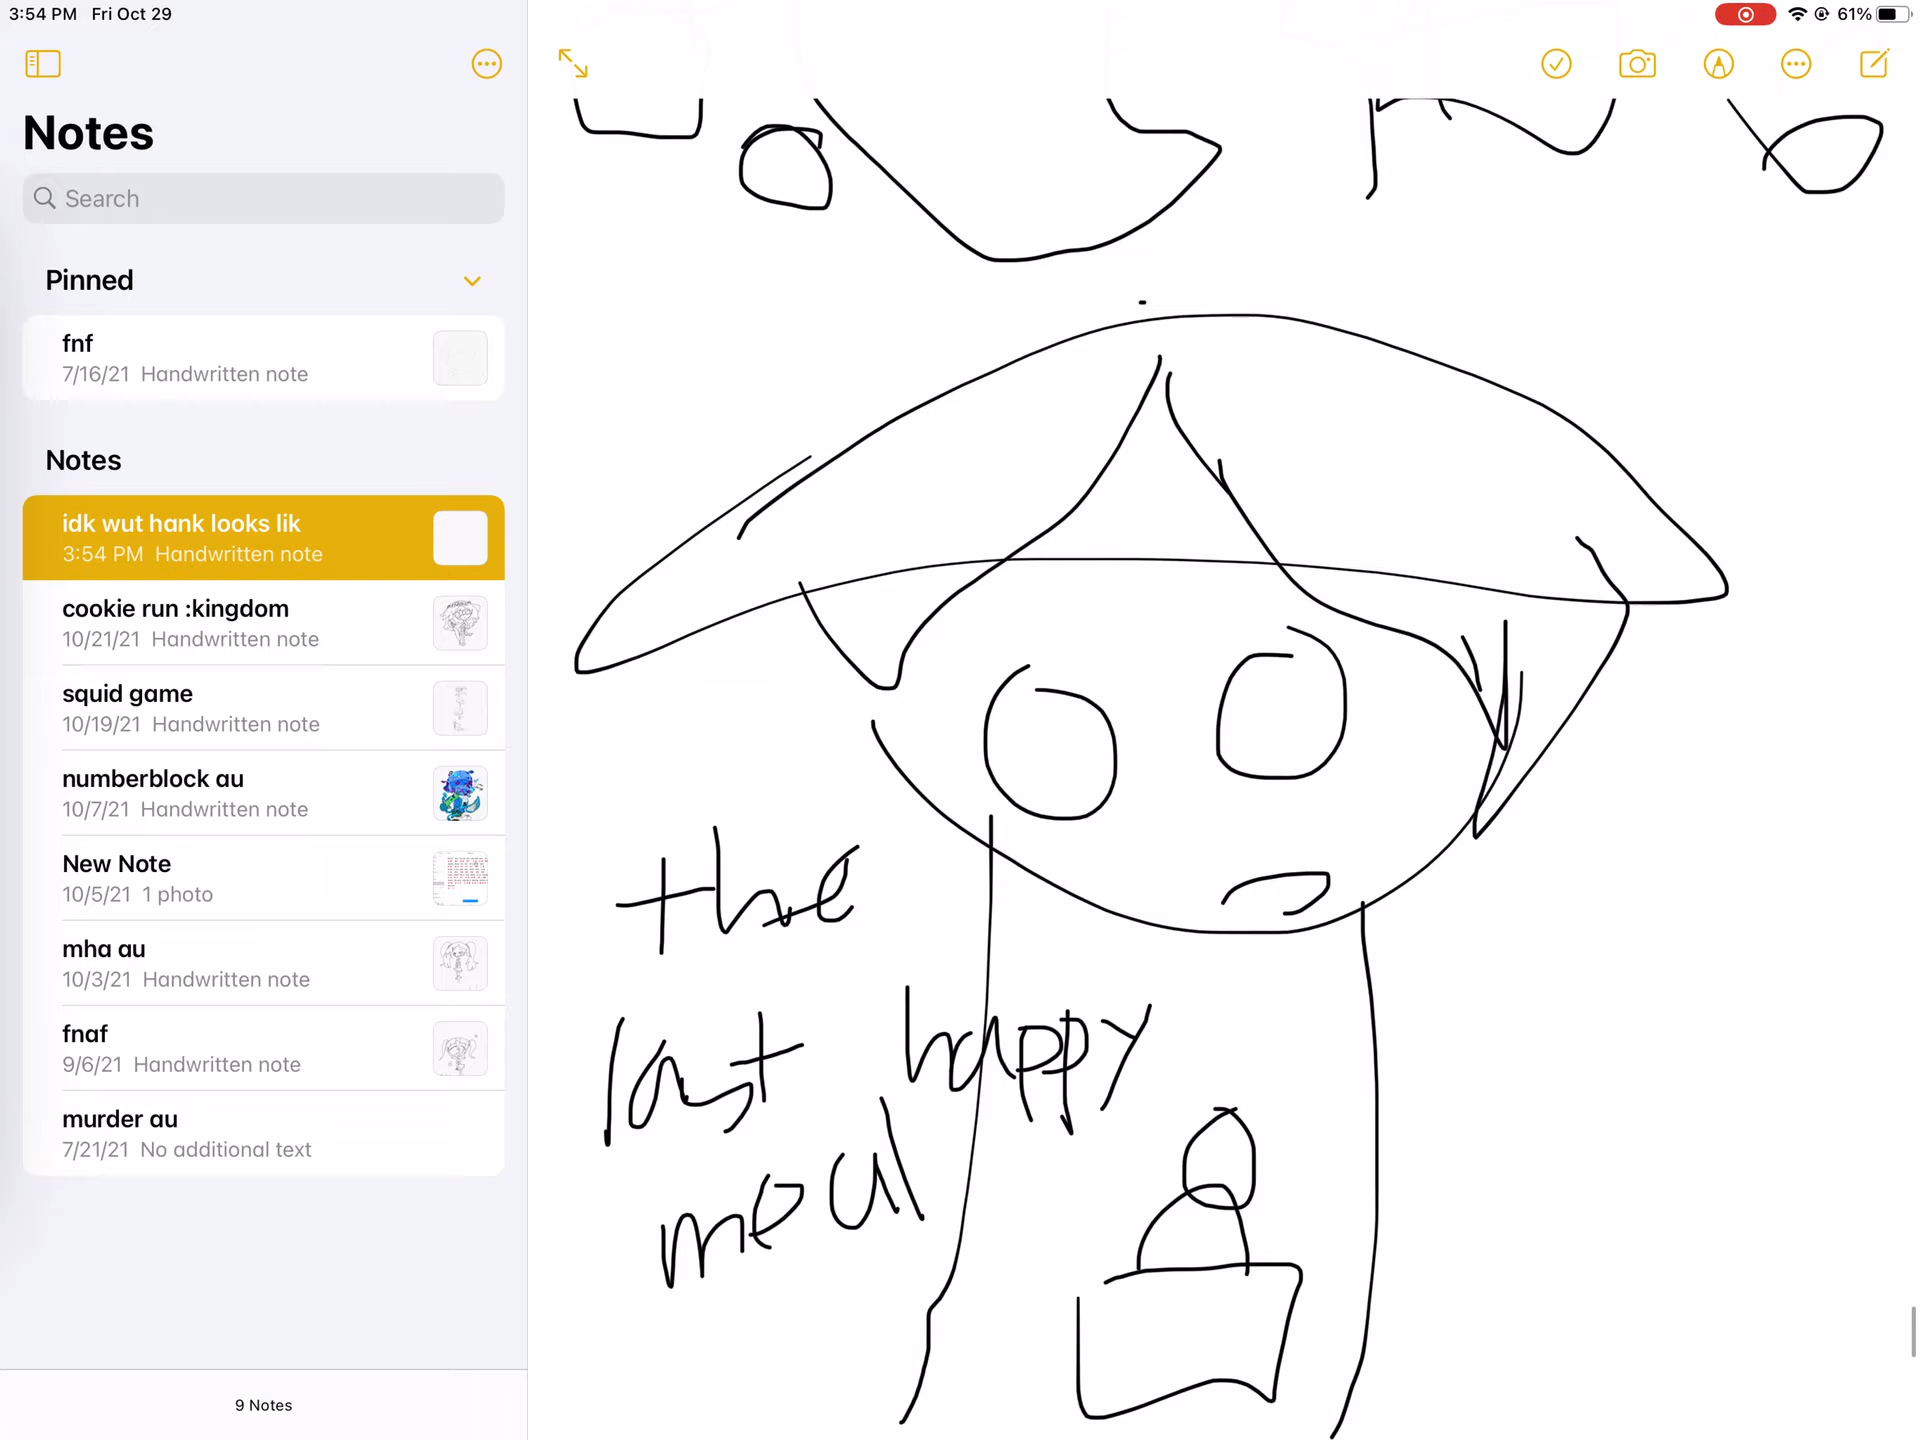 3:54 PM Fri Oct 29
61%
Notes
Search
Pinned
fnf
7/16/21 Handwritten note
Notes
idk wut hank looks lik
3:54 PM Handwritten note
cookie run :kingdom
10/21/21 Handwritten note
squid game
10/19/21 Handwritten note
numberblock au
10/7/21 Handwritten note
New Note
10/5/21 1 photo
mha au
10/3/21 Handwritten note
fnaf
9/6/21 Handwritten note
murder au
7/21/21 No additional text
9 Notes
the
last happy
meal